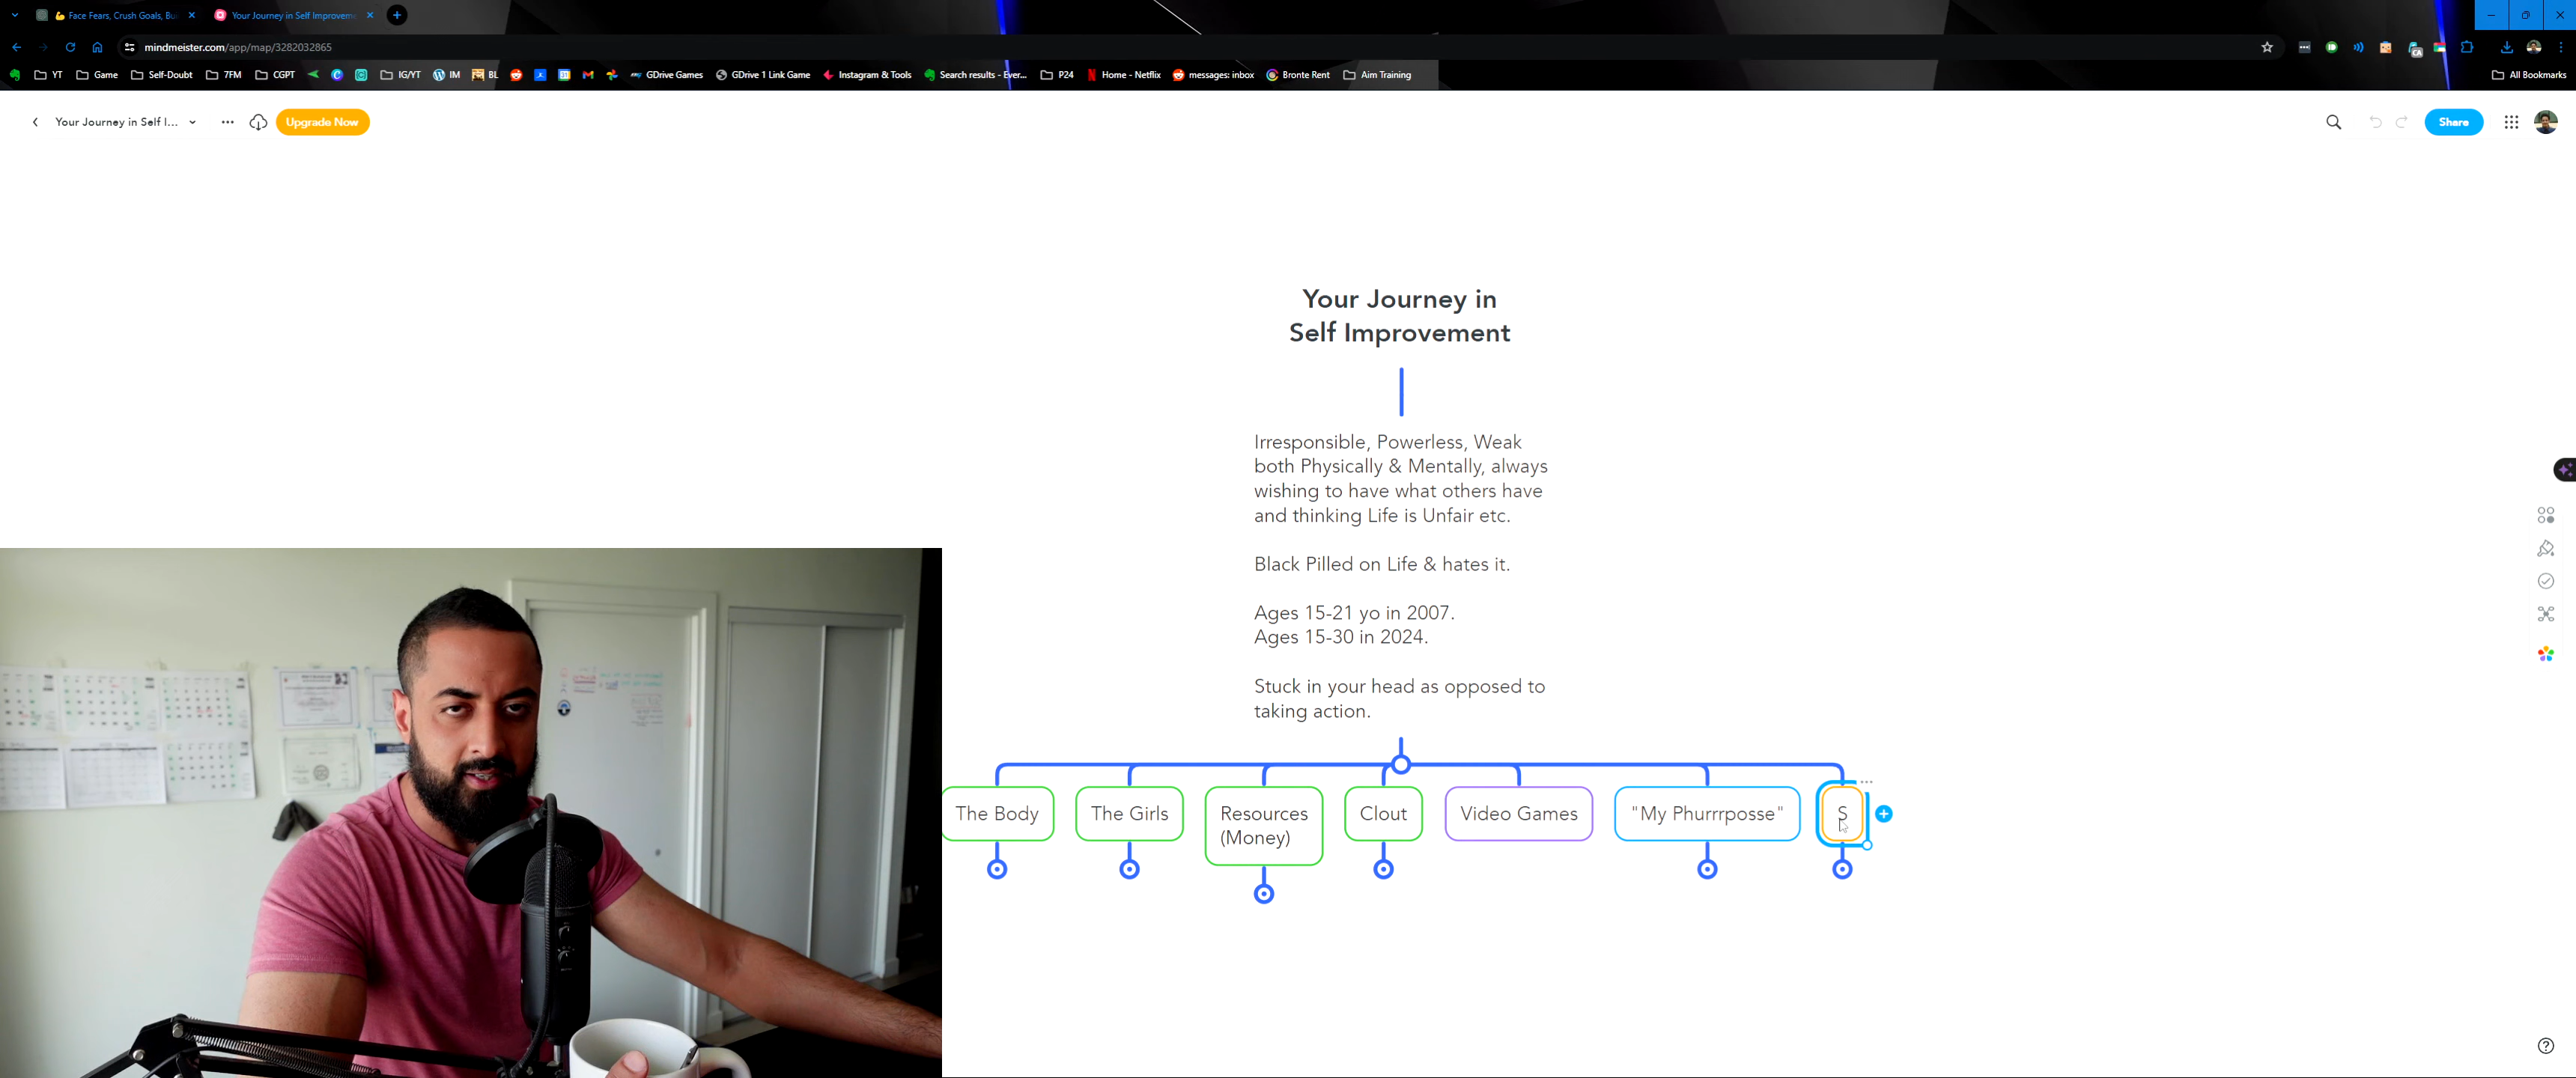 💪 Face Fears, Crush Goals, Bu
Your Journey in Self Improveme
mindmeister.com/app/map/3282032865
YT
Game
Self-Doubt
7FM
CGPT
IG/YT
IM
BL
GDrive Games
GDrive 1 Link Game
Instagram & Tools
Search results - Ever...
P24
Home - Netflix
messages: inbox
Bronte Rent
Aim Training
All Bookmarks
Your Journey in Self I...
Upgrade Now
Share
Your Journey in
Self Improvement
Irresponsible, Powerless, Weak
both Physically & Mentally, always
wishing to have what others have
and thinking Life is Unfair etc.
Black Pilled on Life & hates it.
Ages 15-21 yo in 2007.
Ages 15-30 in 2024.
Stuck in your head as opposed to
taking action.
The Body
The Girls
Resources
(Money)
Clout
Video Games
"My Phurrrposse"
S